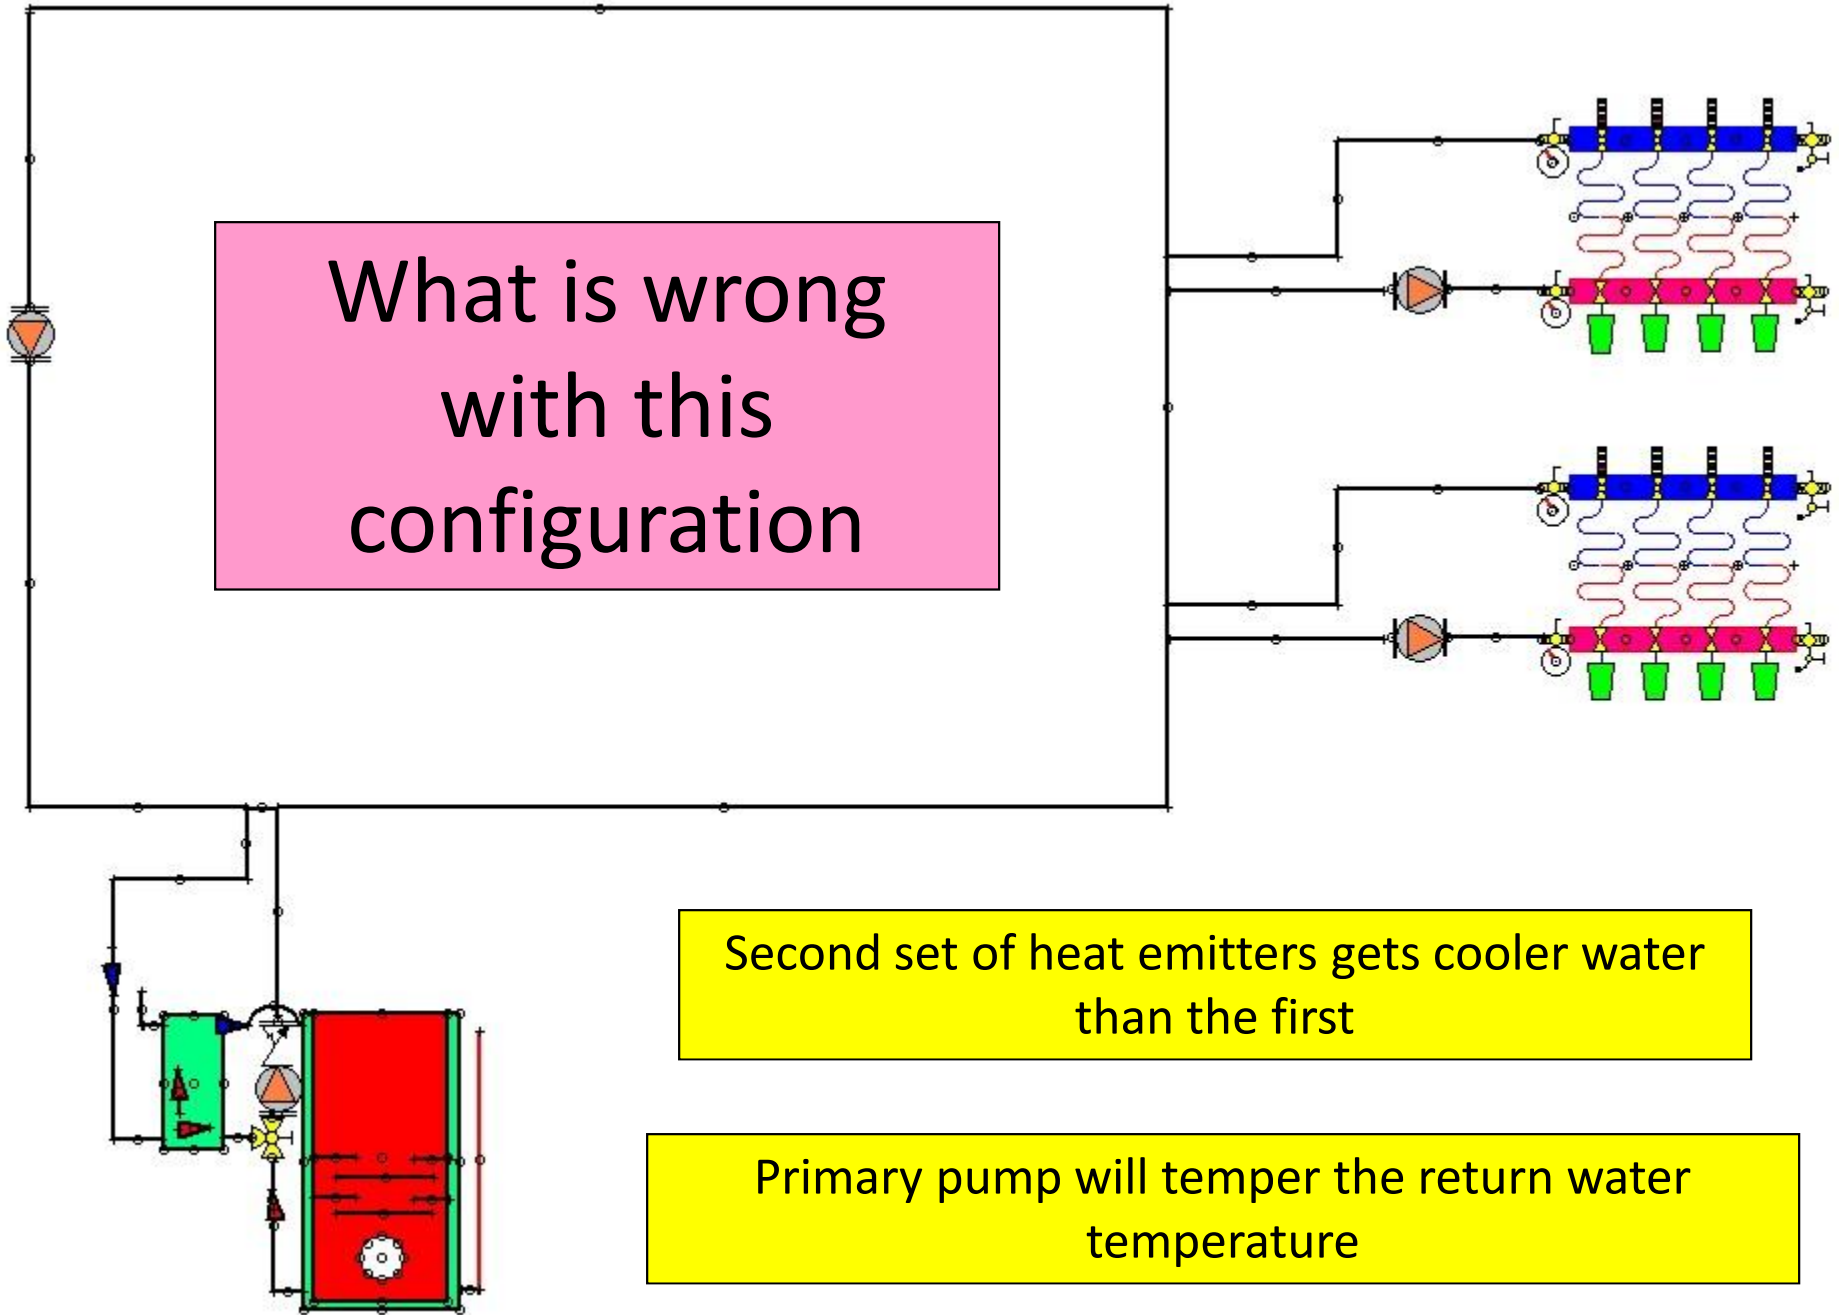 What is wrong
with this
configuration
Second set of heat emitters gets cooler water
than the first
Primary pump will temper the return water
temperature